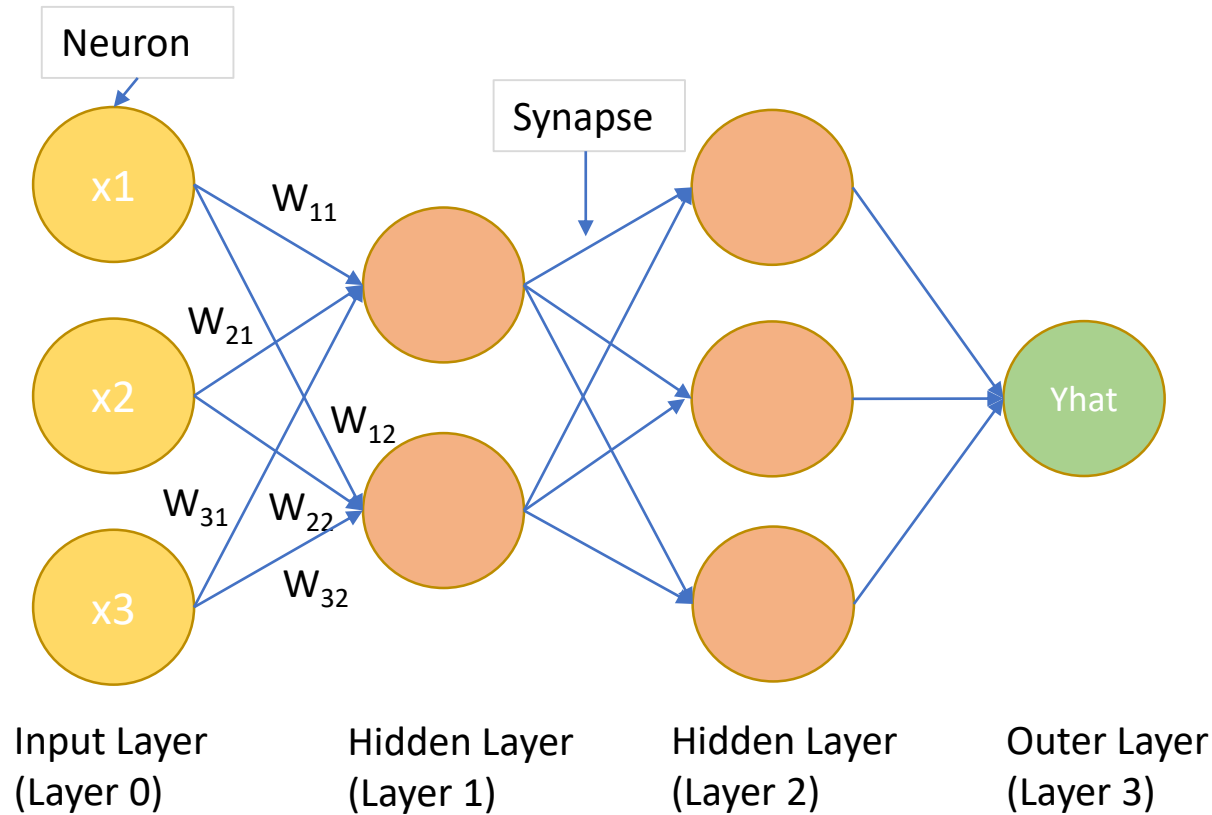 Neuron
Synapse
x1
x2
x3
W11
W21
W12
W31
W22
W32
Yhat
Input Layer
(Layer 0)
Hidden Layer
(Layer 1)
Hidden Layer
(Layer 2)
Outer Layer
(Layer 3)